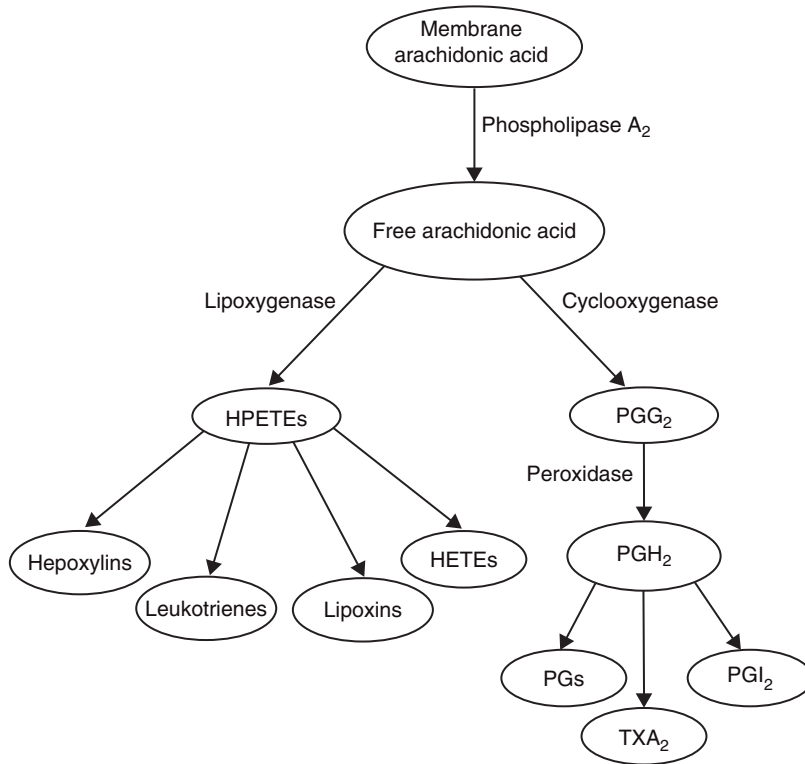 Membrane
arachidonic acid
Phospholipase A₂
Free arachidonic acid
Lipoxygenase
Cyclooxygenase
HPETEs
PGG₂
Peroxidase
Hepoxylins
Leukotrienes
Lipoxins
HETEs
PGH₂
PGs
TXA₂
PGI₂